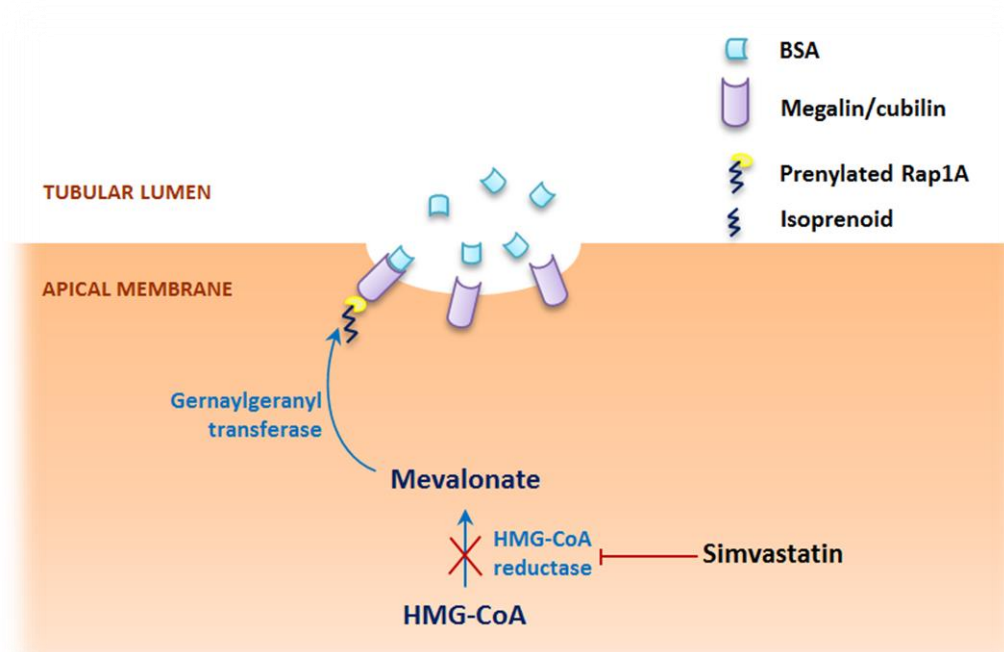 BSA
Megalin/cubilin
Prenylated Rap1A
Isoprenoid
TUBULAR LUMEN
APICAL MEMBRANE
Gernaylgeranyl
transferase
Mevalonate
HMG-CoA
reductase
Simvastatin
HMG-CoA